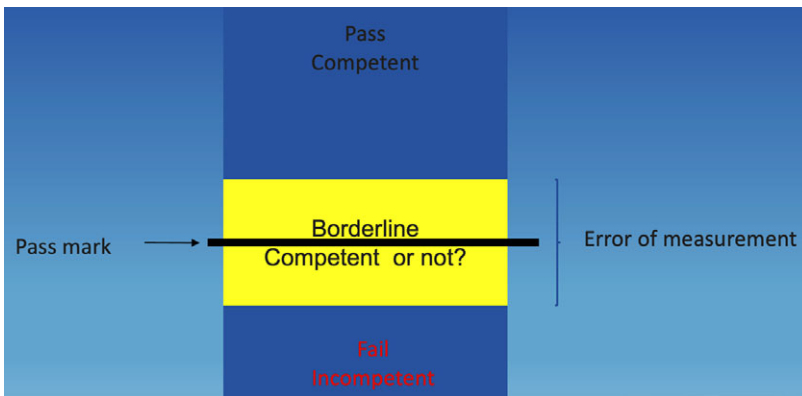 Pass
Competent
Borderline
Pass mark
Error of measurement
Competent or not?
Fail
Incompetent